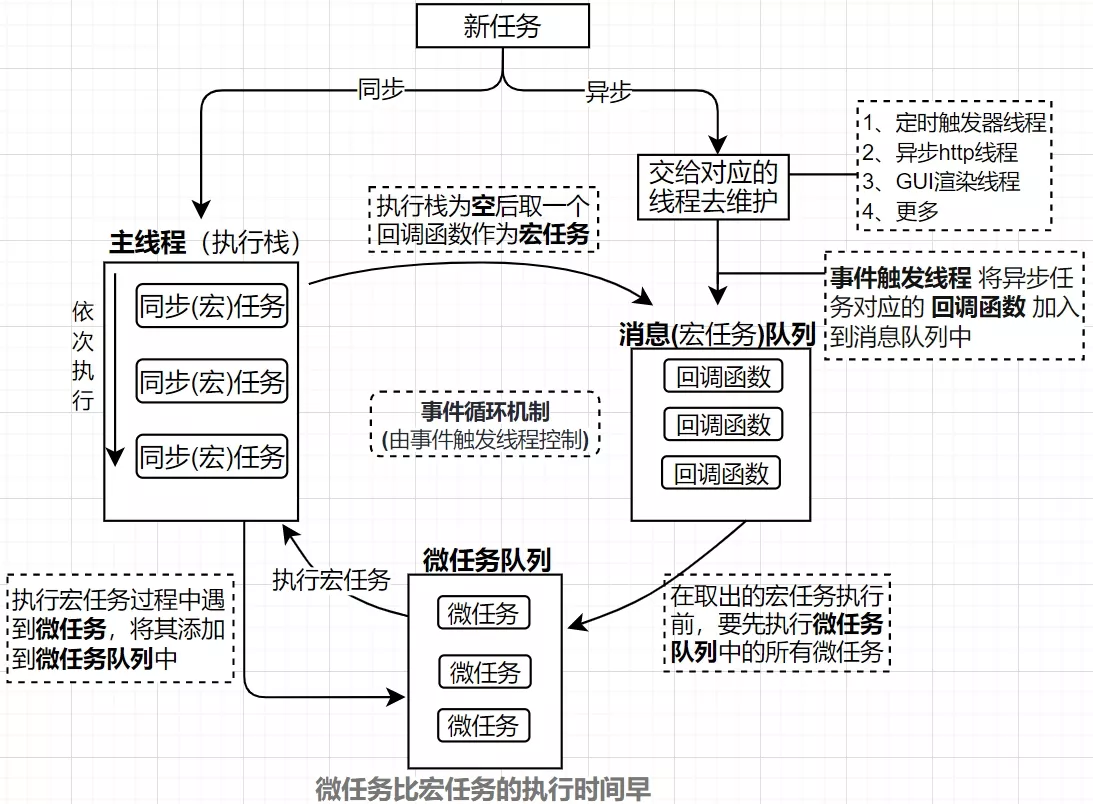 新任务
同步
异步
交给对应的
线程去维护
1、定时触发器线程
2、异步http线程
3、GUI渲染线程
4、更多
执行栈为空后取一个
回调函数作为宏任务
主线程（执行栈）
依次执行
同步(宏)任务
同步(宏)任务
同步(宏)任务
事件触发线程 将异步任
务对应的 回调函数 加入
到消息队列中
消息(宏任务)队列
回调函数
回调函数
回调函数
事件循环机制
(由事件触发线程控制)
微任务队列
执行宏任务
微任务
微任务
微任务
执行宏任务过程中遇
到微任务，将其添加
到微任务队列中
在取出的宏任务执行
前，要先执行微任务
队列中的所有微任务
微任务比宏任务的执行时间早